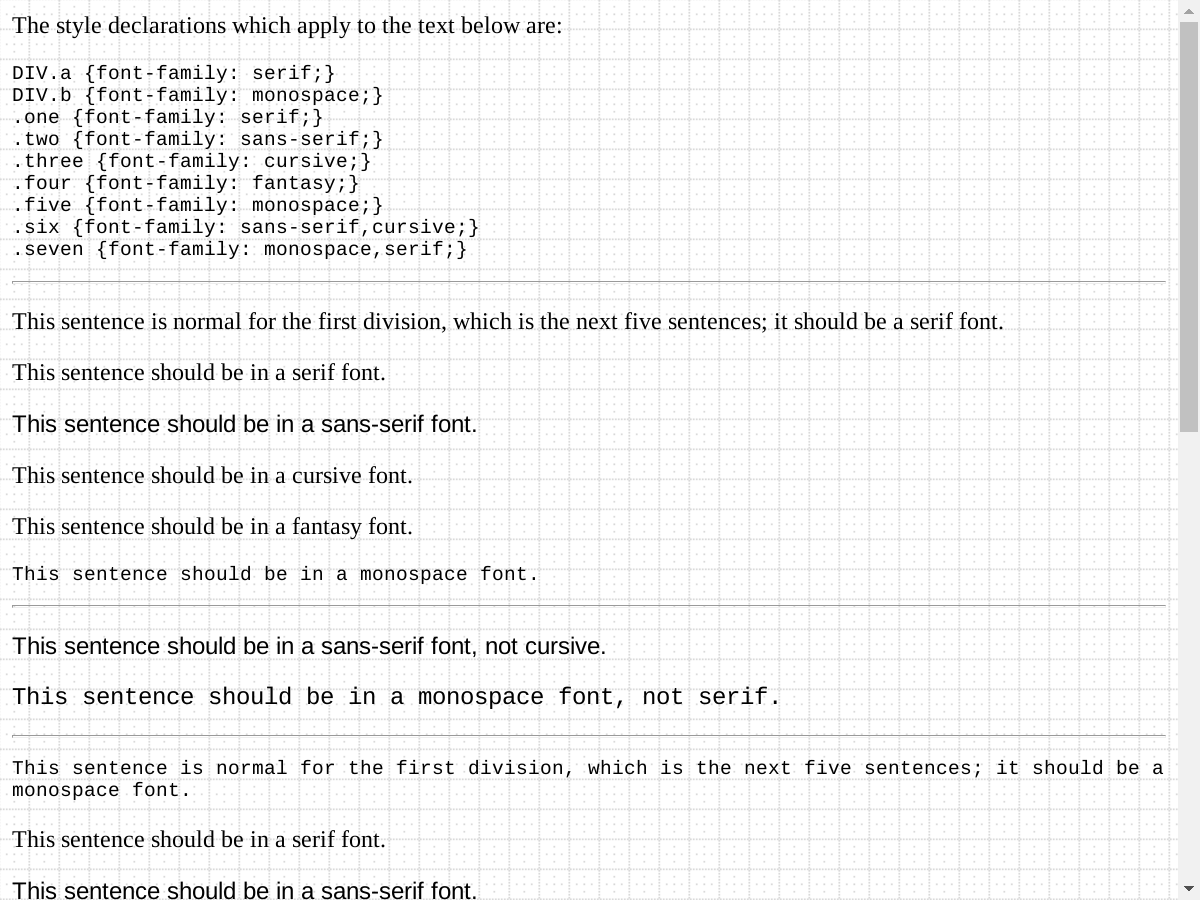 The style declarations which apply to the text below are:
DIV.a {font-family: serif;}
DIV.b {font-family: monospace;}
.one {font-family: serif;}
.two {font-family: sans-serif;}
.three {font-family: cursive;}
.four {font-family: fantasy;}
.five {font-family: monospace;}
.six {font-family: sans-serif,cursive;}
.seven {font-family: monospace,serif;}
This sentence is normal for the first division, which is the next five sentences; it should be a serif font.
This sentence should be in a serif font.
This sentence should be in a sans-serif font.
This sentence should be in a cursive font.
This sentence should be in a fantasy font.
This sentence should be in a monospace font.
This sentence should be in a sans-serif font, not cursive.
This sentence should be in a monospace font, not serif.
This sentence is normal for the first division, which is the next five sentences; it should be a
monospace font.
This sentence should be in a serif font.
This sentence should be in a sans-serif font.